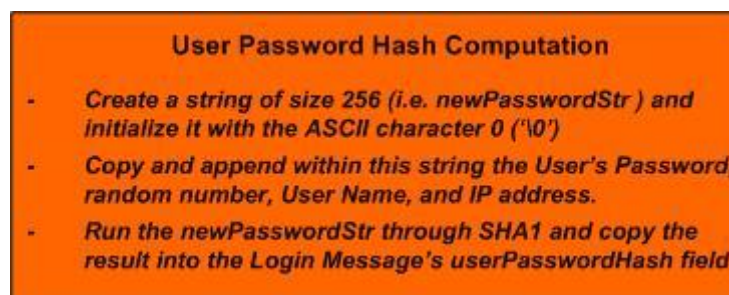 User Password Hash Computation
- Create a string of size 256 (i.e. newPasswordStr ) and
initialize it with the ASCII character 0 ('\0')
- Copy and append within this string the User's Password
random number, User Name, and IP address.
- Run the newPasswordStr through SHA1 and copy the
result into the Login Message's userPasswordHash field